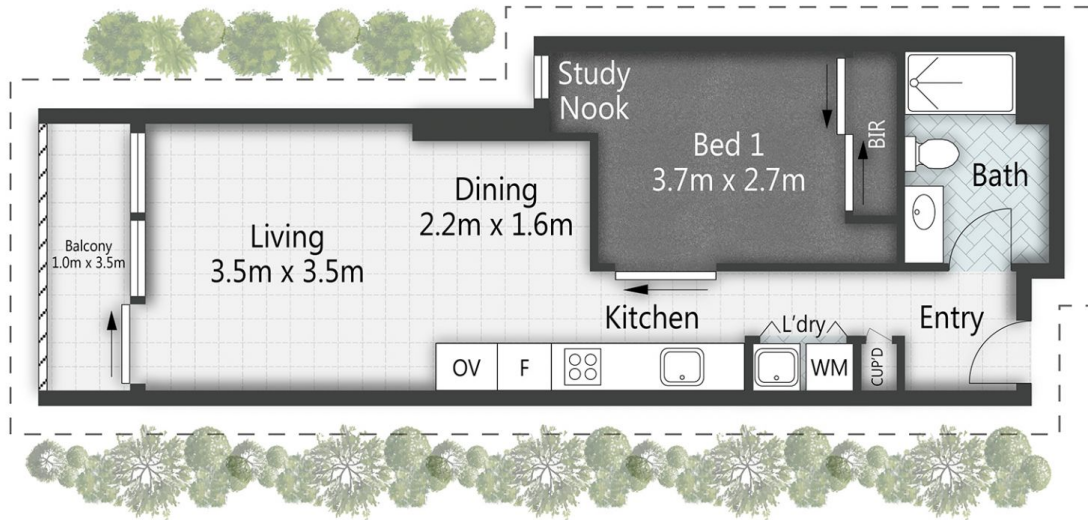 Study
Nook
Bed 1
3.7m x 2.7m
BIR
Bath
Dining
2.2m x 1.6m
Living
3.5m x 3.5m
Balcony
1.0m x 3.5m
Kitchen
L'dry
Entry
OV
F
WM
CUP'D